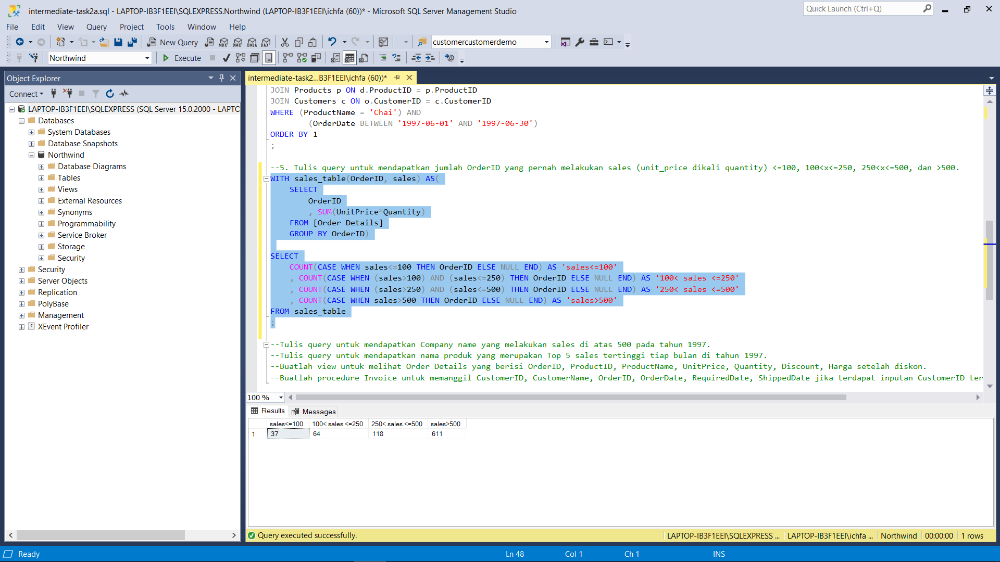 intermediate-task2a.sql - LAPTOP-IB3F1EEI\SQLEXPRESS.Northwind (LAPTOP-IB3F1EEI\ichfa (60))* - Microsoft SQL Server Management Studio
Quick Launch (Ctrl+Q)
File Edit View Query Project Tools Window Help
New Query MDX DMX XMLA DAX customercustomerdemo
Northwind Execute
Object Explorer
intermediate-task2...B3F1EEI\ichfa (60))*
Connect
LAPTOP-IB3F1EEI\SQLEXPRESS (SQL Server 15.0.2000 - LAPTO
Databases
System Databases
Database Snapshots
Northwind
Database Diagrams
Tables
Views
External Resources
Synonyms
Programmability
Service Broker
Storage
Security
Security
Server Objects
Replication
PolyBase
Management
XEvent Profiler
JOIN Products p ON d.ProductID = p.ProductID
JOIN Customers c ON o.CustomerID = c.CustomerID
WHERE (ProductName = 'Chai') AND
(OrderDate BETWEEN '1997-06-01' AND '1997-06-30')
ORDER BY 1
;
--5. Tulis query untuk mendapatkan jumlah OrderID yang pernah melakukan sales (unit_price dikali quantity) <=100, 100<x<=250, 250<x<=500, dan >500.
WITH sales_table(OrderID, sales) AS(
SELECT
OrderID
, SUM(UnitPrice*Quantity)
FROM [Order Details]
GROUP BY OrderID)
SELECT
COUNT(CASE WHEN sales<=100 THEN OrderID ELSE NULL END) AS 'sales<=100'
, COUNT(CASE WHEN (sales>100) AND (sales<=250) THEN OrderID ELSE NULL END) AS '100< sales <=250'
, COUNT(CASE WHEN (sales>250) AND (sales<=500) THEN OrderID ELSE NULL END) AS '250< sales <=500'
, COUNT(CASE WHEN sales>500 THEN OrderID ELSE NULL END) AS 'sales>500'
FROM sales_table
;
--Tulis query untuk mendapatkan Company name yang melakukan sales di atas 500 pada tahun 1997.
--Tulis query untuk mendapatkan nama produk yang merupakan Top 5 sales tertinggi tiap bulan di tahun 1997.
--Buatlah view untuk melihat Order Details yang berisi OrderID, ProductID, ProductName, UnitPrice, Quantity, Discount, Harga setelah diskon.
--Buatlah procedure Invoice untuk memanggil CustomerID, CustomerName, OrderID, OrderDate, RequiredDate, ShippedDate jika terdapat inputan CustomerID ter
100 %
Results Messages
sales<=100 100< sales <=250 250< sales <=500 sales>500
1 37 64 118 611
Query executed successfully. LAPTOP-IB3F1EEI\SQLEXPRESS ... LAPTOP-IB3F1EEI\ichfa ... Northwind 00:00:00 1 rows
Ready Ln 48 Col 1 Ch 1 INS